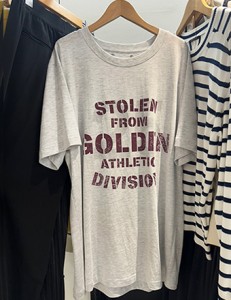 STOLEN
FROM
GOLDIN
ATHLETIC
DIVISION